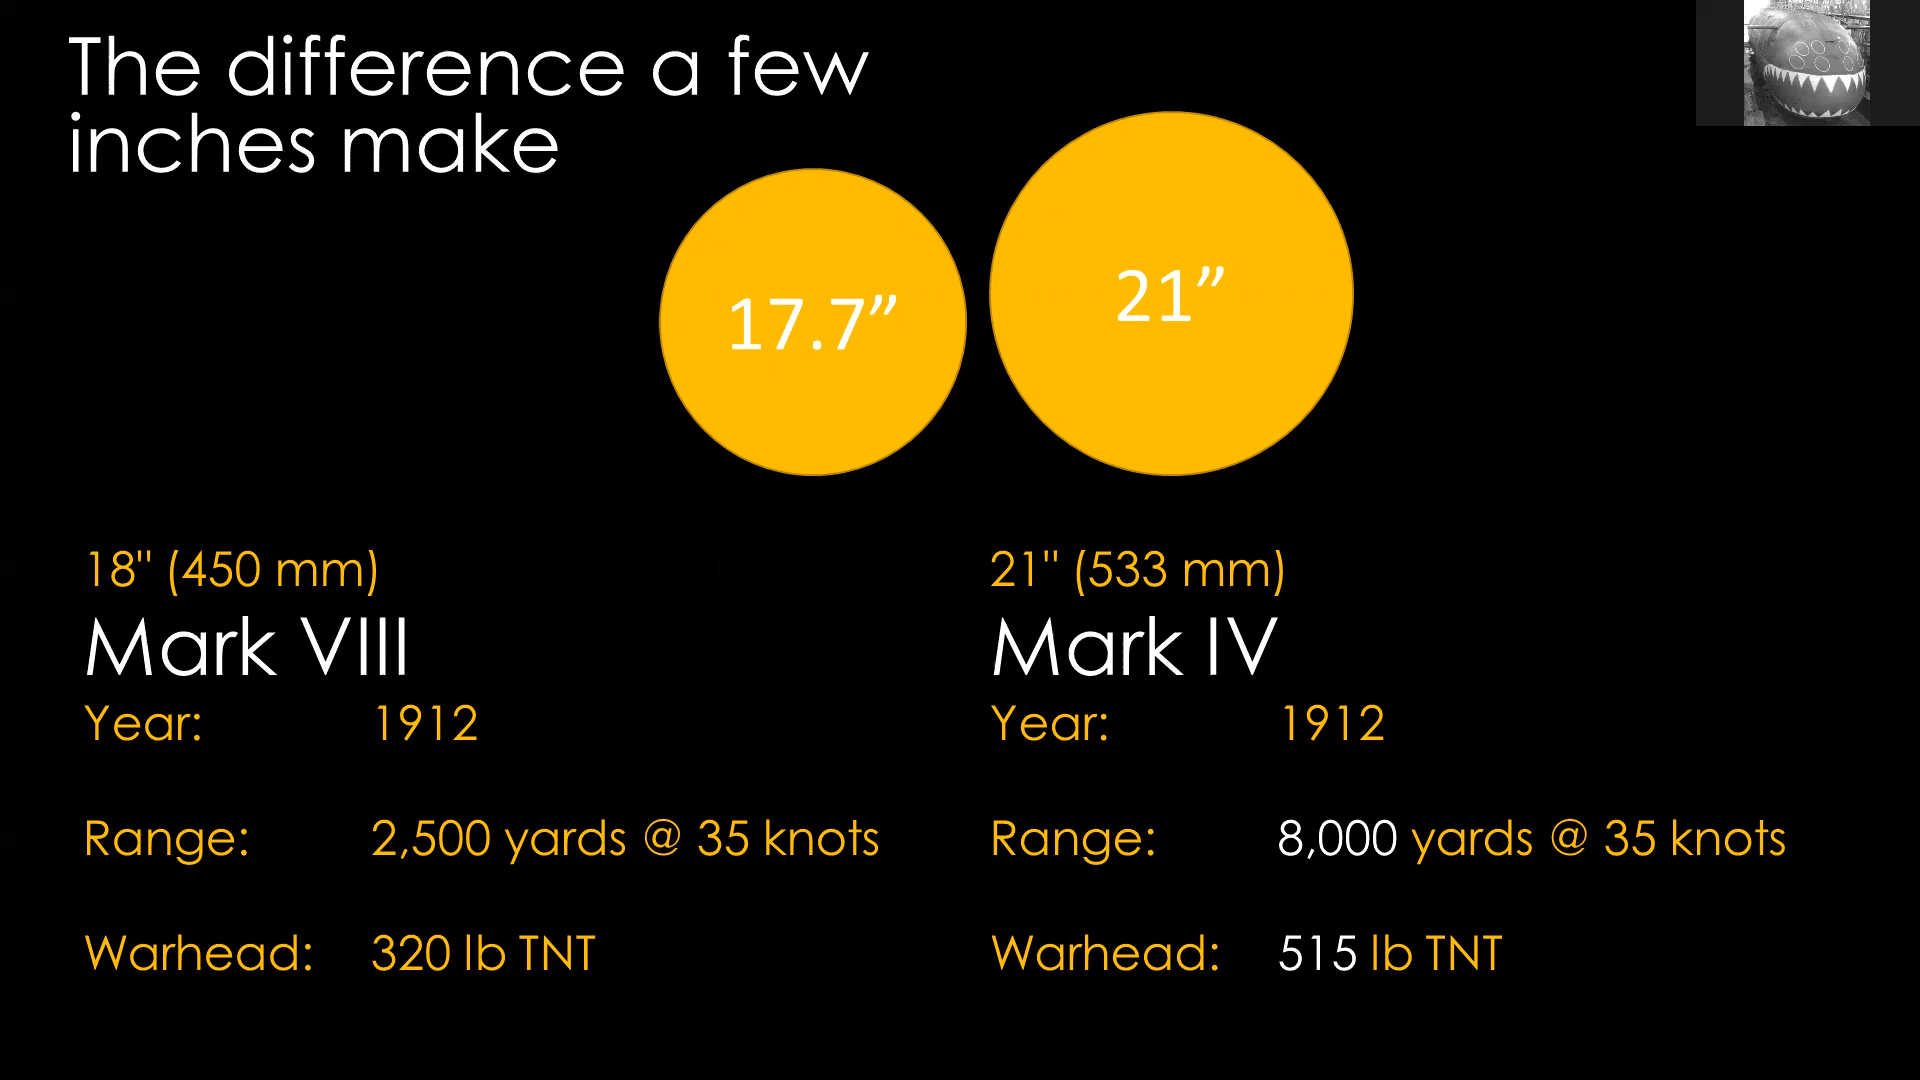 The difference a few
inches make
17.7”
21”
18" (450 mm)
Mark VIII
Year: 1912
Range: 2,500 yards @ 35 knots
Warhead: 320 lb TNT
21" (533 mm)
Mark IV
Year: 1912
Range: 8,000 yards @ 35 knots
Warhead: 515 lb TNT